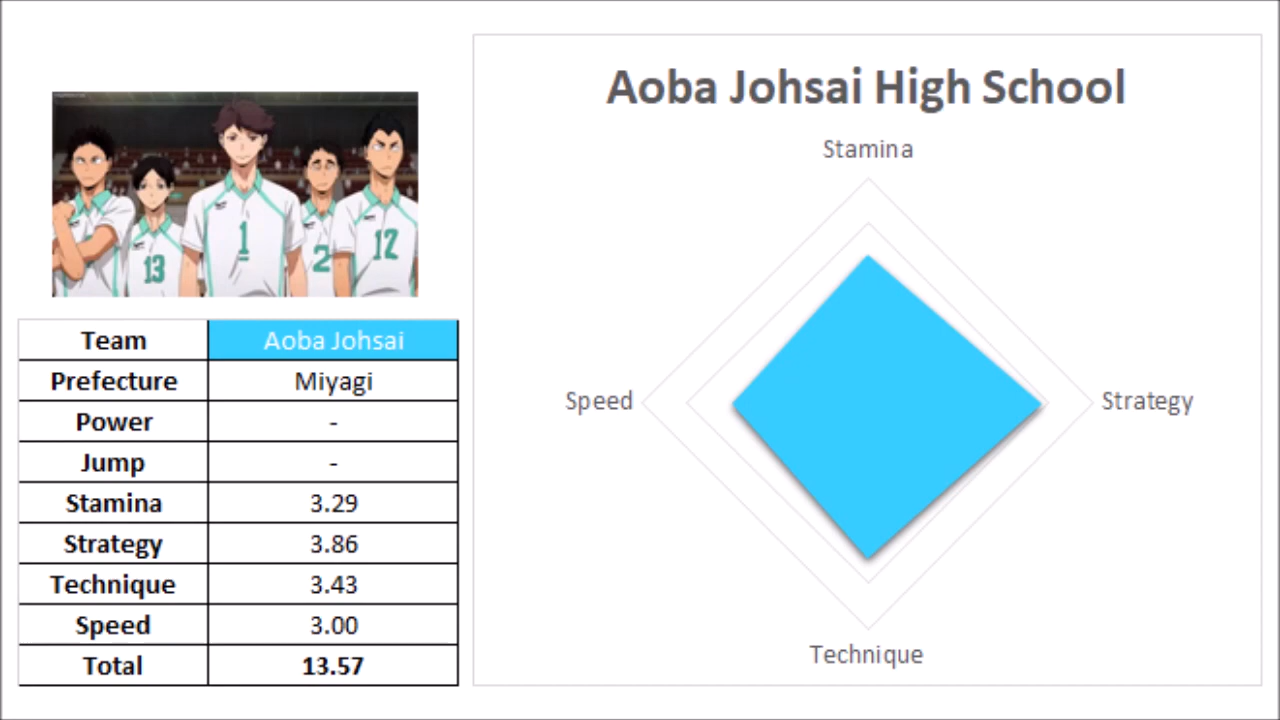 Aoba Johsai High School
Stamina
Speed
Strategy
Technique
13
1
2
12
Team Aoba Johsai
Prefecture Miyagi
Power -
Jump -
Stamina 3.29
Strategy 3.86
Technique 3.43
Speed 3.00
Total 13.57